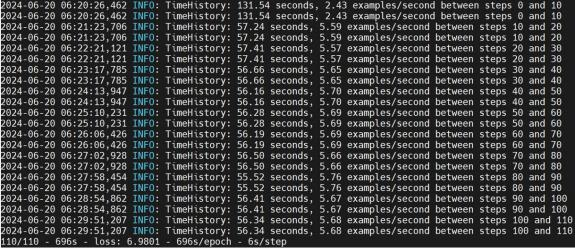 2024-06-20 06:20:26,462 INFO: TimeHistory: 131.54 seconds, 2.43 examples/second between steps 0 and 10
2024-06-20 06:20:26,462 INFO: TimeHistory: 131.54 seconds, 2.43 examples/second between steps 0 and 10
2024-06-20 06:21:23,706 INFO: TimeHistory: 57.24 seconds, 5.59 examples/second between steps 10 and 20
2024-06-20 06:21:23,706 INFO: TimeHistory: 57.24 seconds, 5.59 examples/second between steps 10 and 20
2024-06-20 06:22:21,121 INFO: TimeHistory: 57.41 seconds, 5.57 examples/second between steps 20 and 30
2024-06-20 06:22:21,121 INFO: TimeHistory: 57.41 seconds, 5.57 examples/second between steps 20 and 30
2024-06-20 06:23:17,785 INFO: TimeHistory: 56.66 seconds, 5.65 examples/second between steps 30 and 40
2024-06-20 06:23:17,785 INFO: TimeHistory: 56.66 seconds, 5.65 examples/second between steps 30 and 40
2024-06-20 06:24:13,947 INFO: TimeHistory: 56.16 seconds, 5.70 examples/second between steps 40 and 50
2024-06-20 06:24:13,947 INFO: TimeHistory: 56.16 seconds, 5.70 examples/second between steps 40 and 50
2024-06-20 06:25:10,231 INFO: TimeHistory: 56.28 seconds, 5.69 examples/second between steps 50 and 60
2024-06-20 06:25:10,231 INFO: TimeHistory: 56.28 seconds, 5.69 examples/second between steps 50 and 60
2024-06-20 06:26:06,426 INFO: TimeHistory: 56.19 seconds, 5.69 examples/second between steps 60 and 70
2024-06-20 06:26:06,426 INFO: TimeHistory: 56.19 seconds, 5.69 examples/second between steps 60 and 70
2024-06-20 06:27:02,928 INFO: TimeHistory: 56.50 seconds, 5.66 examples/second between steps 70 and 80
2024-06-20 06:27:02,928 INFO: TimeHistory: 56.50 seconds, 5.66 examples/second between steps 70 and 80
2024-06-20 06:27:58,454 INFO: TimeHistory: 55.52 seconds, 5.76 examples/second between steps 80 and 90
2024-06-20 06:27:58,454 INFO: TimeHistory: 55.52 seconds, 5.76 examples/second between steps 80 and 90
2024-06-20 06:28:54,862 INFO: TimeHistory: 56.41 seconds, 5.67 examples/second between steps 90 and 100
2024-06-20 06:28:54,862 INFO: TimeHistory: 56.41 seconds, 5.67 examples/second between steps 90 and 100
2024-06-20 06:29:51,207 INFO: TimeHistory: 56.34 seconds, 5.68 examples/second between steps 100 and 110
2024-06-20 06:29:51,207 INFO: TimeHistory: 56.34 seconds, 5.68 examples/second between steps 100 and 110
110/110 - 696s - loss: 6.9801 - 696s/epoch - 6s/step